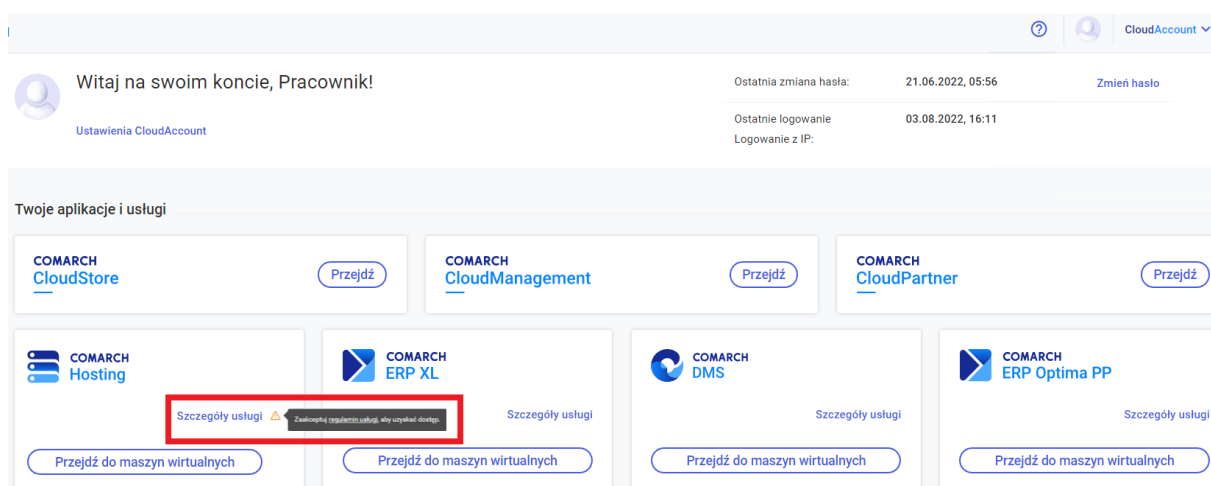 CloudAccount
Witaj na swoim koncie, Pracownik!
Ustawienia CloudAccount
Ostatnia zmiana hasła: 21.06.2022, 05:56 Zmień hasło
Ostatnie logowanie 03.08.2022, 16:11
Logowanie z IP:
Twoje aplikacje i usługi
COMARCH
CloudStore
Przejdź
COMARCH
CloudManagement
Przejdź
COMARCH
CloudPartner
Przejdź
COMARCH
Hosting
Szczegóły usługi
Zaakceptuj regulamin usługi, aby uzyskać dostęp.
Przejdź do maszyn wirtualnych
COMARCH
ERP XL
Szczegóły usługi
Przejdź do maszyn wirtualnych
COMARCH
DMS
Szczegóły usługi
Przejdź do maszyn wirtualnych
COMARCH
ERP Optima PP
Szczegóły usługi
Przejdź do maszyn wirtualnych